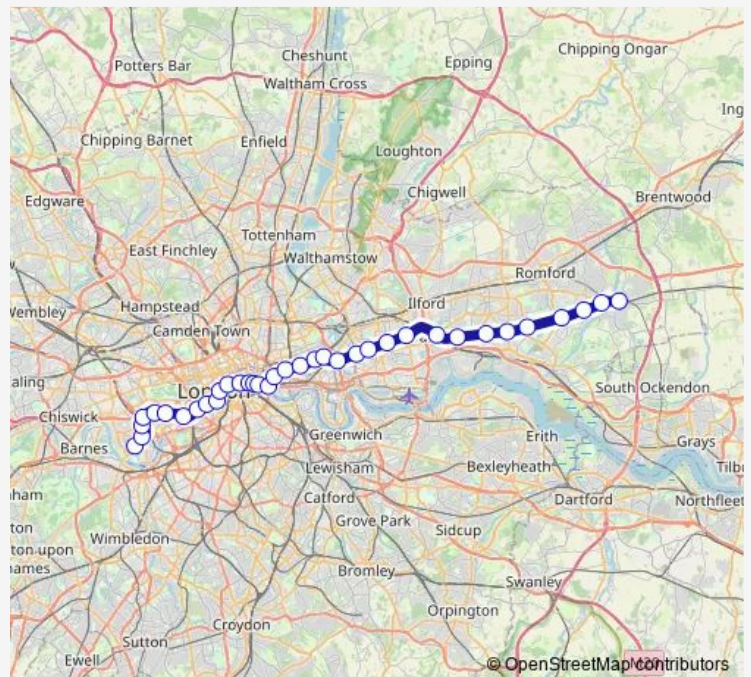 Cheshunt
Chipping Ongar
Potters Bar
Epping
Waltham Cross
Ing
Chipping Barnet
Enfield
Loughton
Chigwell
Edgware
Brentwood
Tottenham
East Finchley
Walthamstow
Romford
Hampstead
Ilford
Wembley
Camden Town
aling
London
South Ockendon
Chiswick
Greenwich
Erith
Grays
Barnes
Lewisham
Bexleyheath
Tilbu
ham
Catford
Dartford
Northfleet
Grove Park
ton
Wimbledon
Sidcup
ton upon
ames
Bromley
Swanley
Orpington
Croydon
Sutton
Ewell
M20
© OpenStreetMap contributors